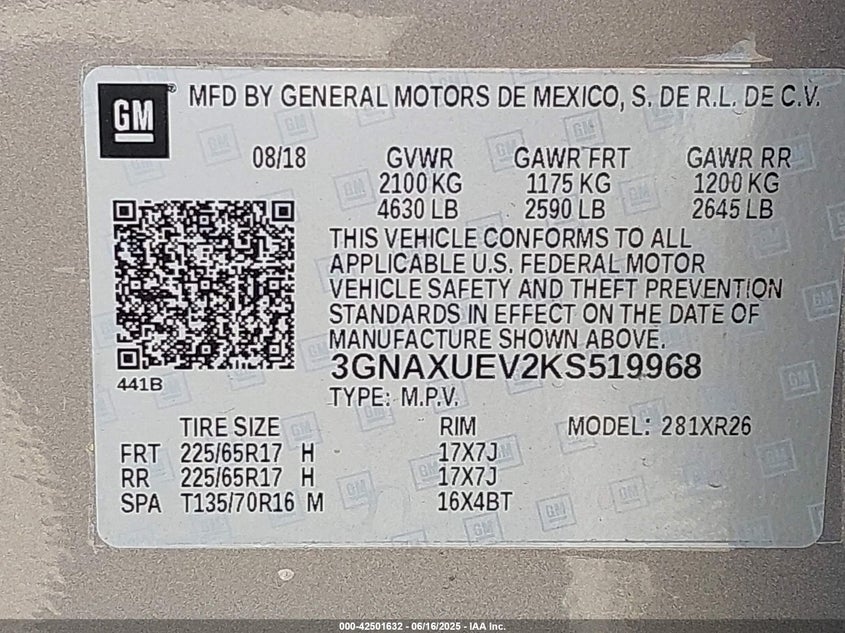 GM® MFD BY GENERAL MOTORS DE MEXICO, S. DE R.L. DE C.V.
08/18 GVWR GAWR FRT GAWR RR
2100 KG 1175 KG 1200 KG
4630 LB 2590 LB 2645 LB
THIS VEHICLE CONFORMS TO ALL
APPLICABLE U.S. FEDERAL MOTOR
VEHICLE SAFETY AND THEFT PREVENTION
STANDARDS IN EFFECT ON THE DATE OF
MANUFACTURE SHOWN ABOVE.
3GNAXUEV2KS519968
441B
TYPE: M.P.V.
TIRE SIZE RIM MODEL: 281XR26
FRT 225/65R17 H 17X7J
RR 225/65R17 H 17X7J
SPA T135/70R16 M 16X4BT
000-42501632 - 06/16/2025 - IAA Inc.